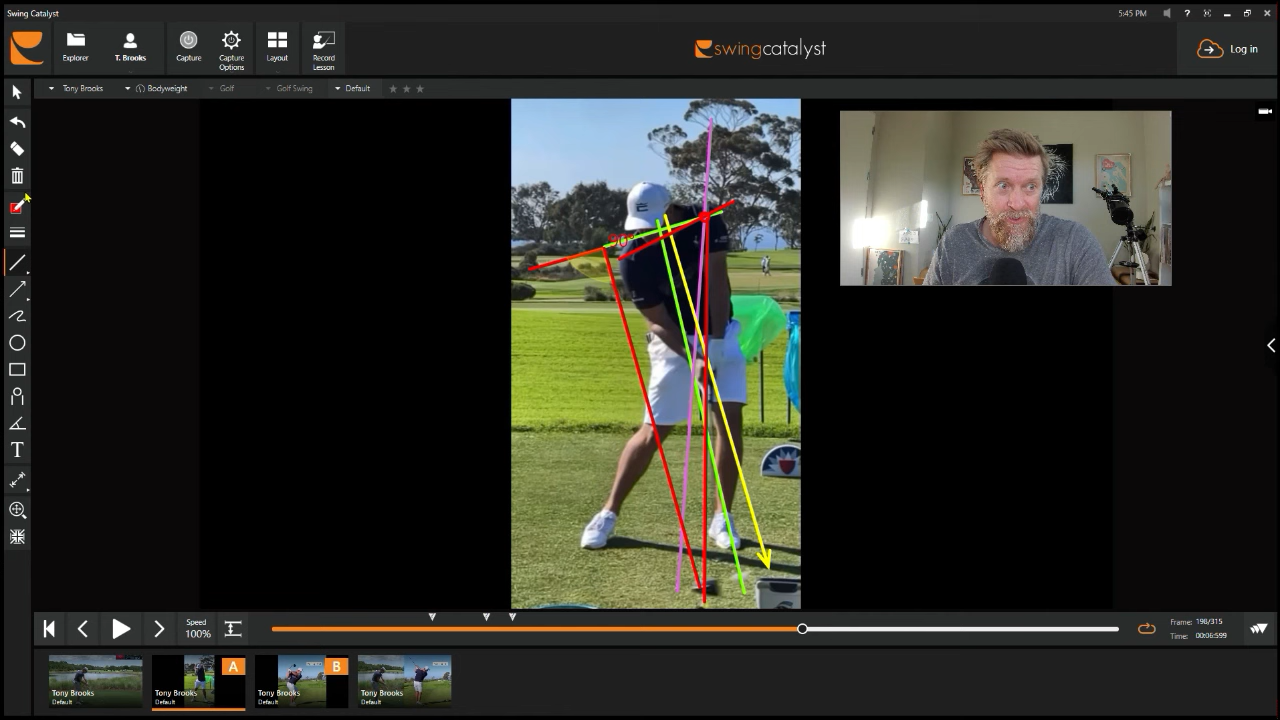 Swing Catalyst
5:45 PM
?
Explorer
T. Brooks
Capture
Capture
Options
Layout
Record
Lesson
swingcatalyst
Log in
Tony Brooks
Bodyweight
Golf
Golf Swing
Default
90°
T
Speed
100%
Frame: 198/315
Time: 00:06:599
Tony Brooks
Default
A
Tony Brooks
Default
B
Tony Brooks
Default
Tony Brooks
Default